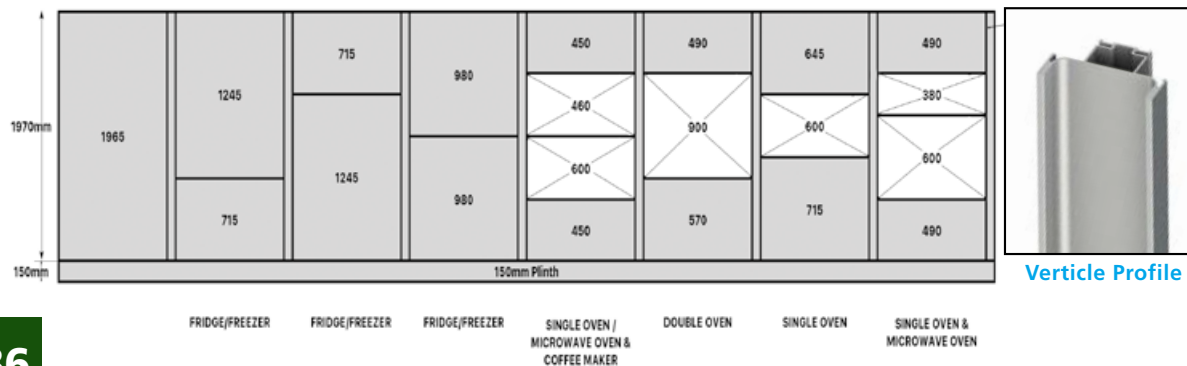 1970mm
150mm
1965
1245
715
715
1245
980
980
450
460
600
450
490
900
570
645
600
715
490
380
600
490
150mm Plinth
FRIDGE/FREEZER
FRIDGE/FREEZER
FRIDGE/FREEZER
SINGLE OVEN /
MICROWAVE OVEN &
COFFEE MAKER
DOUBLE OVEN
SINGLE OVEN
SINGLE OVEN &
MICROWAVE OVEN
Verticle Profile